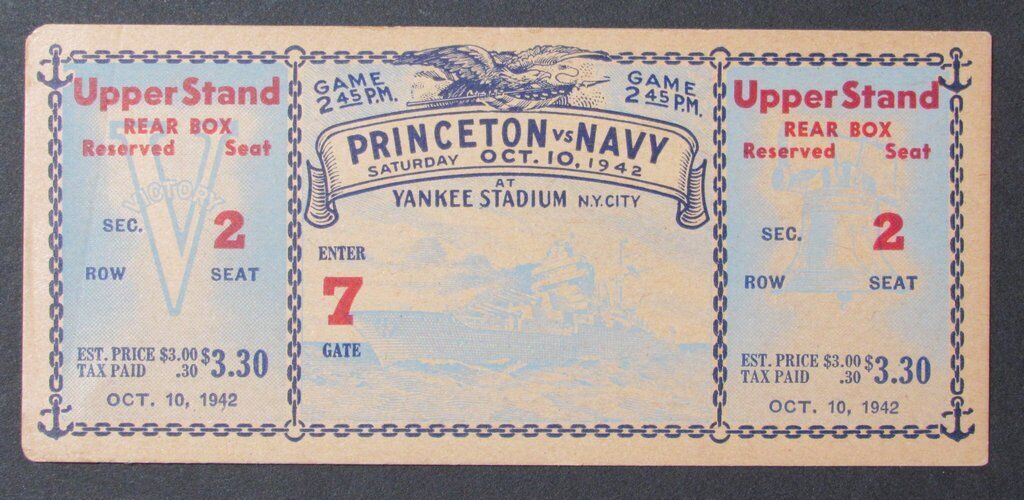 Upper Stand
REAR BOX
Reserved Seat
VICTORY
SEC. 2
ROW SEAT
EST. PRICE $3.00 $3.30
TAX PAID .30
OCT. 10, 1942
GAME
2 45 P.M.
GAME
2 45 P.M.
PRINCETON VS NAVY
SATURDAY OCT. 10, 1942
AT
YANKEE STADIUM N.Y. CITY
ENTER
7
GATE
Upper Stand
REAR BOX
Reserved Seat
SEC. 2
ROW SEAT
EST. PRICE $3.00 $3.30
TAX PAID .30
OCT. 10, 1942